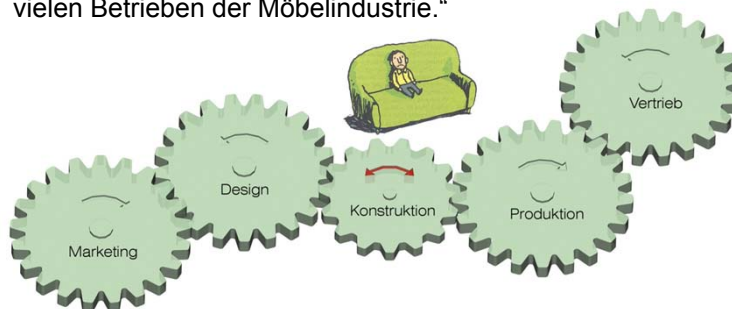 vielen Betrieben der Möbelindustrie.“
Marketing
Design
Konstruktion
Produktion
Vertrieb